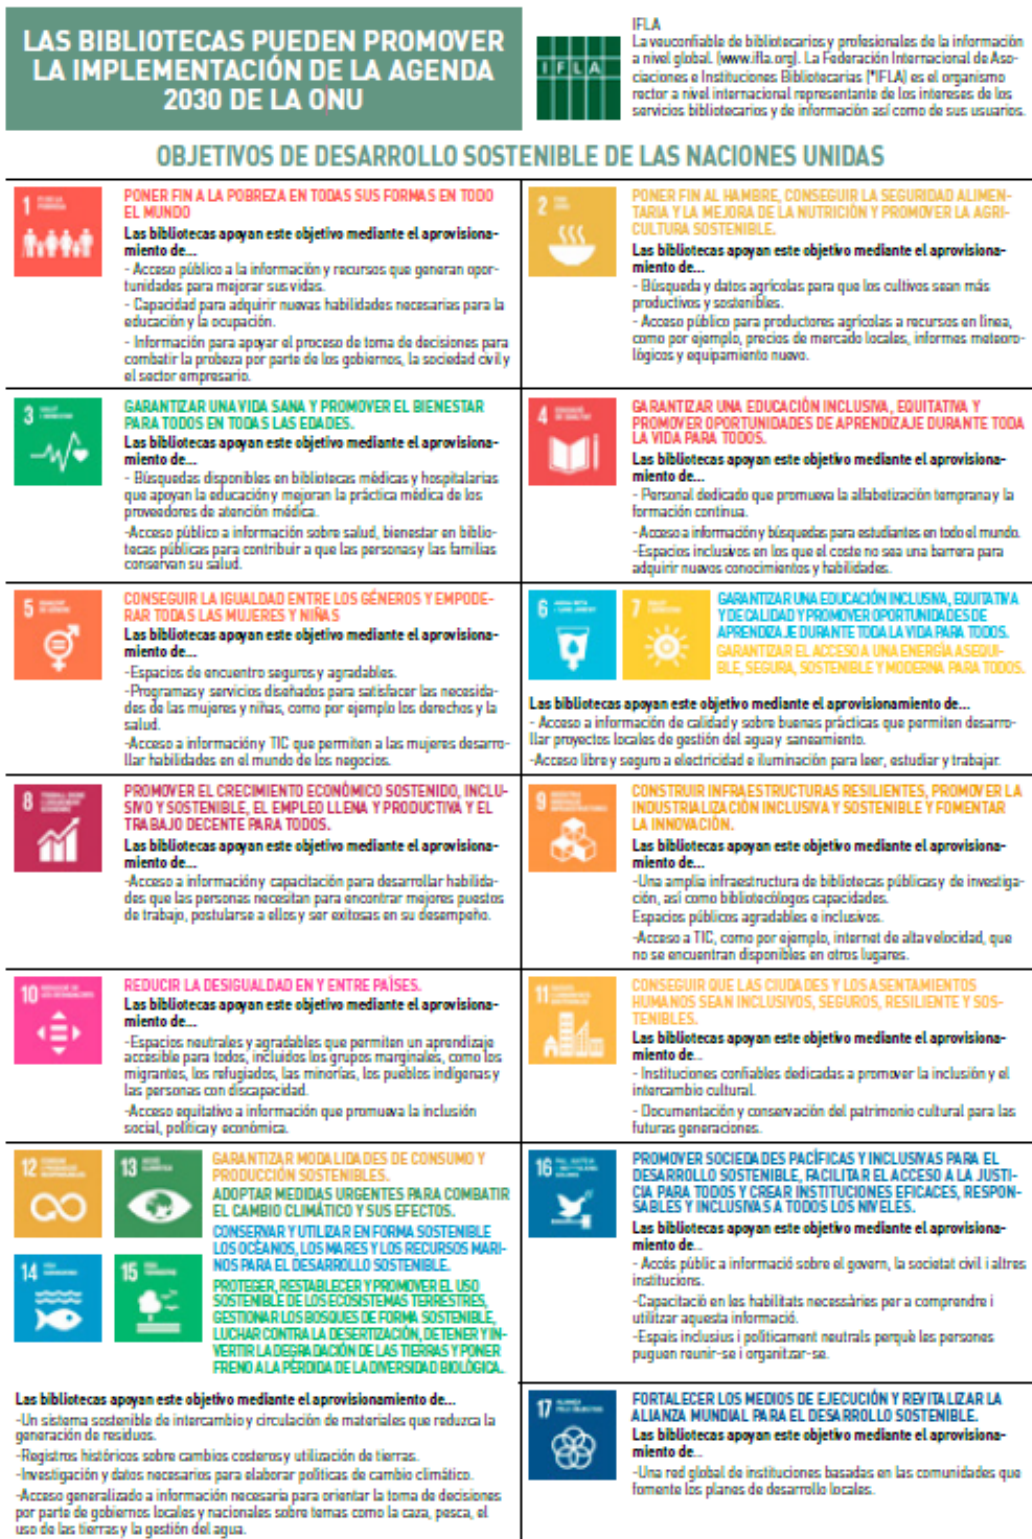 LAS BIBLIOTECAS PUEDEN PROMOVER
LA IMPLEMENTACIÓN DE LA AGENDA
2030 DE LA ONU
IFLA
IFLA
La veuconfiable de bibliotecarios y profesionales de la información
a nivel global. (www.ifla.org). La Federación Internacional de Aso-
ciaciones e Instituciones Bibliotecarias (*IFLA) es el organismo
rector a nivel internacional representante de los intereses de los
servicios bibliotecarios y de información así como de sus usuarios.
OBJETIVOS DE DESARROLLO SOSTENIBLE DE LAS NACIONES UNIDAS
1
PONER FIN A LA POBREZA EN TODAS SUS FORMAS EN TODO
EL MUNDO
Las bibliotecas apoyan este objetivo mediante el aprovisiona-
miento de...
- Acceso público a la información y recursos que generan opor-
tunidades para mejorar sus vidas.
- Capacidad para adquirir nuevas habilidades necesarias para la
educación y la ocupación.
- Información para apoyar el proceso de toma de decisiones para
combatir la probeza por parte de los gobiernos, la sociedad civil y
el sector empresario.
2
PONER FIN AL HAMBRE, CONSEGUIR LA SEGURIDAD ALIMEN-
TARIA Y LA MEJORA DE LA NUTRICIÓN Y PROMOVER LA AGRI-
CULTURA SOSTENIBLE.
Las bibliotecas apoyan este objetivo mediante el aprovisiona-
miento de...
- Búsqueda y datos agrícolas para que los cultivos sean más
productivos y sostenibles.
- Acceso público para productores agrícolas a recursos en línea,
como por ejemplo, precios de mercado locales, informes meteoro-
lógicos y equipamiento nuevo.
3
GARANTIZAR UNA VIDA SANA Y PROMOVER EL BIENESTAR
PARA TODOS EN TODAS LAS EDADES.
Las bibliotecas apoyan este objetivo mediante el aprovisiona-
miento de...
- Búsquedas disponibles en bibliotecas médicas y hospitalarias
que apoyan la educación y mejoran la práctica médica de los
proveedores de atención médica.
-Acceso público a información sobre salud, bienestar en biblio-
tecas públicas para contribuir a que las personas y las familias
conservan su salud.
4
GARANTIZAR UNA EDUCACIÓN INCLUSIVA, EQUITATIVA Y
PROMOVER OPORTUNIDADES DE APRENDIZAJE DURANTE TODA
LA VIDA PARA TODOS.
Las bibliotecas apoyan este objetivo mediante el aprovisiona-
miento de...
- Personal dedicado que promueva la alfabetización temprana y la
formación continua.
-Acceso a información y búsquedas para estudiantes en todo el mundo.
-Espacios inclusivos en los que el coste no sea una barrera para
adquirir nuevos conocimientos y habilidades.
5
CONSEGUIR LA IGUALDAD ENTRE LOS GÉNEROS Y EMPODE-
RAR TODAS LAS MUJERES Y NIÑAS
Las bibliotecas apoyan este objetivo mediante el aprovisiona-
miento de...
-Espacios de encuentro seguros y agradables.
-Programas y servicios diseñados para satisfacer las necesida-
des de las mujeres y niñas, como por ejemplo los derechos y la
salud.
-Acceso a información y TIC que permiten a las mujeres desarro-
llar habilidades en el mundo de los negocios.
6
7
GARANTIZAR UNA EDUCACIÓN INCLUSIVA, EQUITATIVA
Y DE CALIDAD Y PROMOVER OPORTUNIDADES DE
APRENDIZAJE DURANTE TODA LA VIDA PARA TODOS.
GARANTIZAR EL ACCESO A UNA ENERGÍA ASEQUI-
BLE, SEGURA, SOSTENIBLE Y MODERNA PARA TODOS.
Las bibliotecas apoyan este objetivo mediante el aprovisionamiento de...
- Acceso a información de calidad y sobre buenas prácticas que permiten desarro-
llar proyectos locales de gestión del agua y saneamiento.
-Acceso libre y seguro a electricidad e iluminación para leer, estudiar y trabajar.
8
PROMOVER EL CRECIMIENTO ECONÓMICO SOSTENIDO, INCLU-
SIVO Y SOSTENIBLE, EL EMPLEO LLENA Y PRODUCTIVA Y EL
TRABAJO DECENTE PARA TODOS.
Las bibliotecas apoyan este objetivo mediante el aprovisiona-
miento de...
-Acceso a información y capacitación para desarrollar habilida-
des que las personas necesitan para encontrar mejores puestos
de trabajo, postularse a ellos y ser exitosas en su desempeño.
9
CONSTRUIR INFRAESTRUCTURAS RESILIENTES, PROMOVER LA
INDUSTRIALIZACIÓN INCLUSIVA Y SOSTENIBLE Y FOMENTAR
LA INNOVACIÓN.
Las bibliotecas apoyan este objetivo mediante el aprovisiona-
miento de...
-Una amplia infraestructura de bibliotecas públicas y de investiga-
ción, así como bibliotecólogos capacidades.
Espacios públicos agradables e inclusivos.
-Acceso a TIC, como por ejemplo, internet de alta velocidad, que
no se encuentran disponibles en otros lugares.
10
REDUCIR LA DESIGUALDAD EN Y ENTRE PAÍSES.
Las bibliotecas apoyan este objetivo mediante el aprovisiona-
miento de...
-Espacios neutrales y agradables que permiten un aprendizaje
accesible para todos, incluidos los grupos marginales, como los
migrantes, los refugiados, las minorías, los pueblos indígenas y
las personas con discapacidad.
-Acceso equitativo a información que promueva la inclusión
social, política y económica.
11
CONSEGUIR QUE LAS CIUDADES Y LOS ASENTAMIENTOS
HUMANOS SEAN INCLUSIVOS, SEGUROS, RESILIENTE Y SOS-
TENIBLES.
Las bibliotecas apoyan este objetivo mediante el aprovisiona-
miento de...
- Instituciones confiables dedicadas a promover la inclusión y el
intercambio cultural.
- Documentación y conservación del patrimonio cultural para las
futuras generaciones.
12
13
14
15
GARANTIZAR MODALIDADES DE CONSUMO Y
PRODUCCIÓN SOSTENIBLES.
ADOPTAR MEDIDAS URGENTES PARA COMBATIR
EL CAMBIO CLIMÁTICO Y SUS EFECTOS.
CONSERVAR Y UTILIZAR EN FORMA SOSTENIBLE
LOS OCÉANOS, LOS MARES Y LOS RECURSOS MARI-
NOS PARA EL DESARROLLO SOSTENIBLE.
PROTEGER, RESTABLECER Y PROMOVER EL USO
SOSTENIBLE DE LOS ECOSISTEMAS TERRESTRES,
GESTIONAR LOS BOSQUES DE FORMA SOSTENIBLE,
LUCHAR CONTRA LA DESERTIZACIÓN, DETENER Y IN-
VERTIR LA DEGRADACIÓN DE LAS TIERRAS Y PONER
FRENO A LA PÉRDIDA DE LA DIVERSIDAD BIOLÓGICA.
Las bibliotecas apoyan este objetivo mediante el aprovisionamiento de...
-Un sistema sostenible de intercambio y circulación de materiales que reduzca la
generación de residuos.
-Registros históricos sobre cambios costeros y utilización de tierras.
-Investigación y datos necesarios para elaborar políticas de cambio climático.
-Acceso generalizado a información necesaria para orientar la toma de decisiones
por parte de gobiernos locales y nacionales sobre temas como la caza, pesca, el
uso de las tierras y la gestión del agua.
16
PROMOVER SOCIEDADES PACÍFICAS Y INCLUSIVAS PARA EL
DESARROLLO SOSTENIBLE, FACILITAR EL ACCESO A LA JUSTI-
CIA PARA TODOS Y CREAR INSTITUCIONES EFICACES, RESPON-
SABLES Y INCLUSIVAS A TODOS LOS NIVELES.
Las bibliotecas apoyan este objetivo mediante el aprovisiona-
miento de...
- Accés públic a informació sobre el govern, la societat civil i altres
institucions.
-Capacitació en les habilitats necessàries per a comprendre i
utilitzar aquesta informació.
-Espais inclusius i políticament neutrals perquè les persones
puguen reunir-se i organitzar-se.
17
FORTALECER LOS MEDIOS DE EJECUCIÓN Y REVITALIZAR LA
ALIANZA MUNDIAL PARA EL DESARROLLO SOSTENIBLE.
Las bibliotecas apoyan este objetivo mediante el aprovisiona-
miento de...
-Una red global de instituciones basadas en las comunidades que
fomente los planes de desarrollo locales.